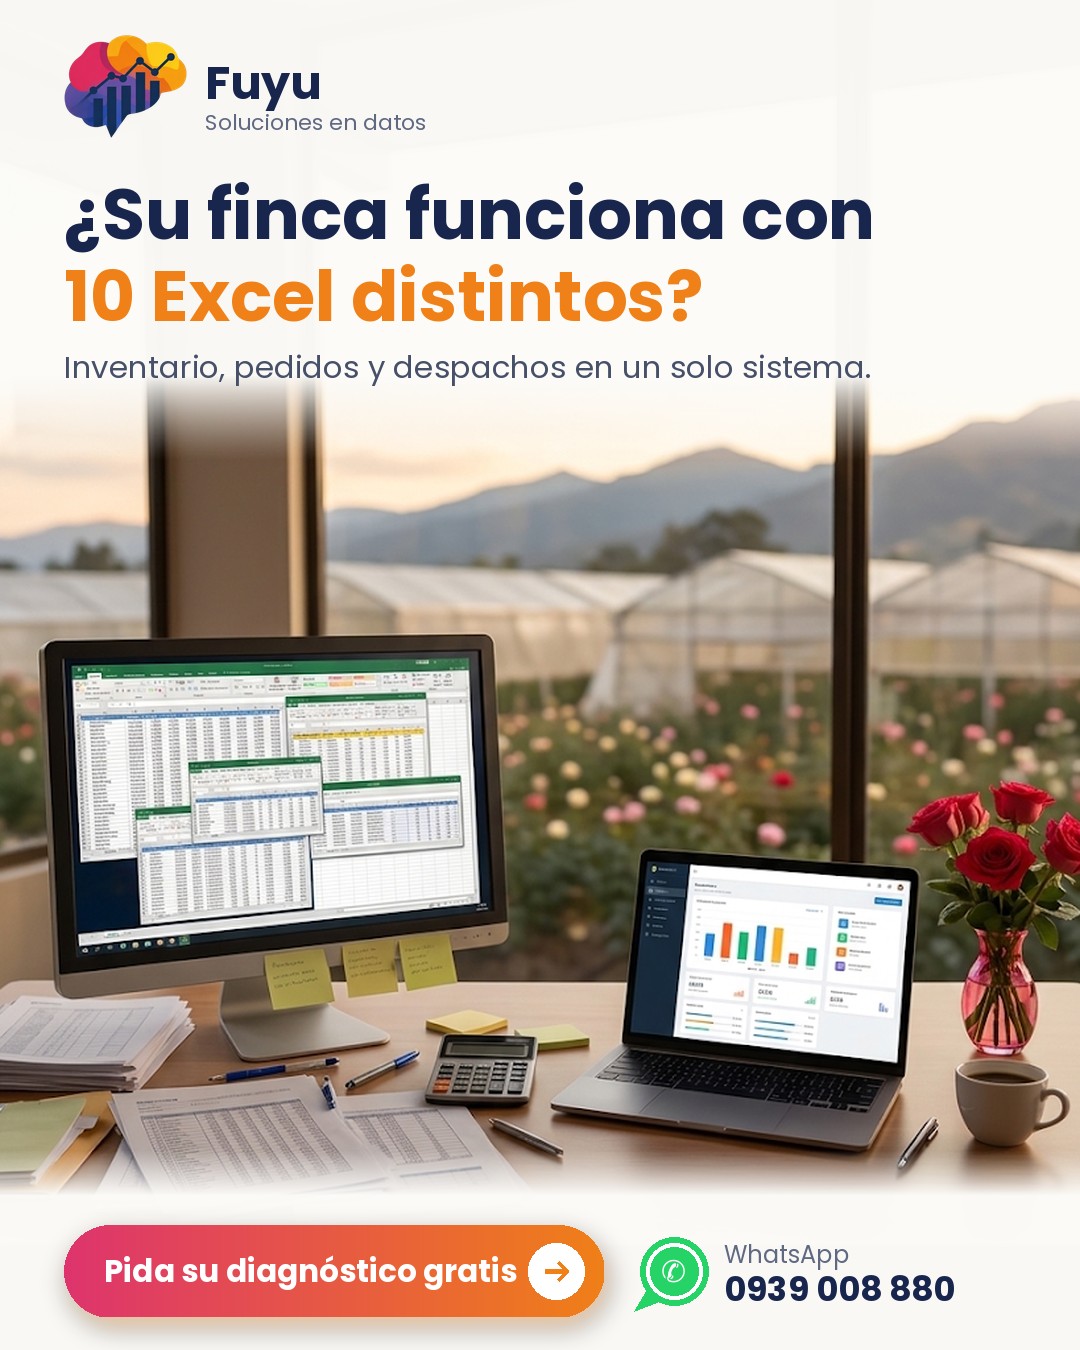 Fuyu
Soluciones en datos
¿Su finca funciona con
10 Excel distintos?
Inventario, pedidos y despachos en un solo sistema.
Pida su diagnóstico gratis
WhatsApp
0939 008 880